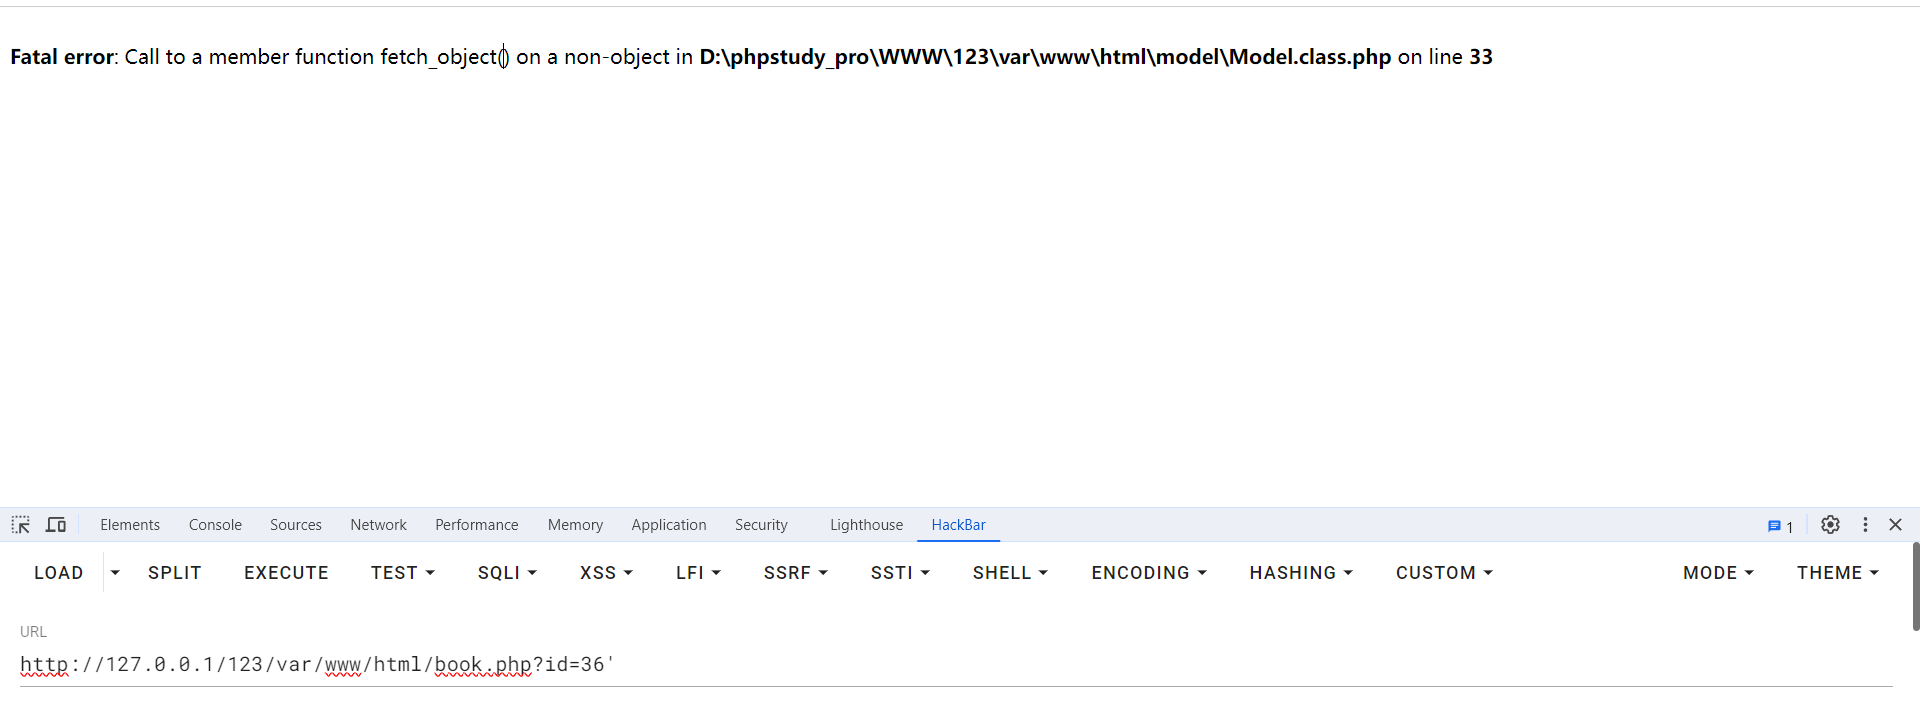 Fatal error: Call to a member function fetch_object() on a non-object in D:\phpstudy_pro\WWW\123\var\www\html\model\Model.class.php on line 33
Elements Console Sources Network Performance Memory Application Security Lighthouse HackBar 1
LOAD SPLIT EXECUTE TEST SQLI XSS LFI SSRF SSTI SHELL ENCODING HASHING CUSTOM MODE THEME
URL
http://127.0.0.1/123/var/www/html/book.php?id=36'